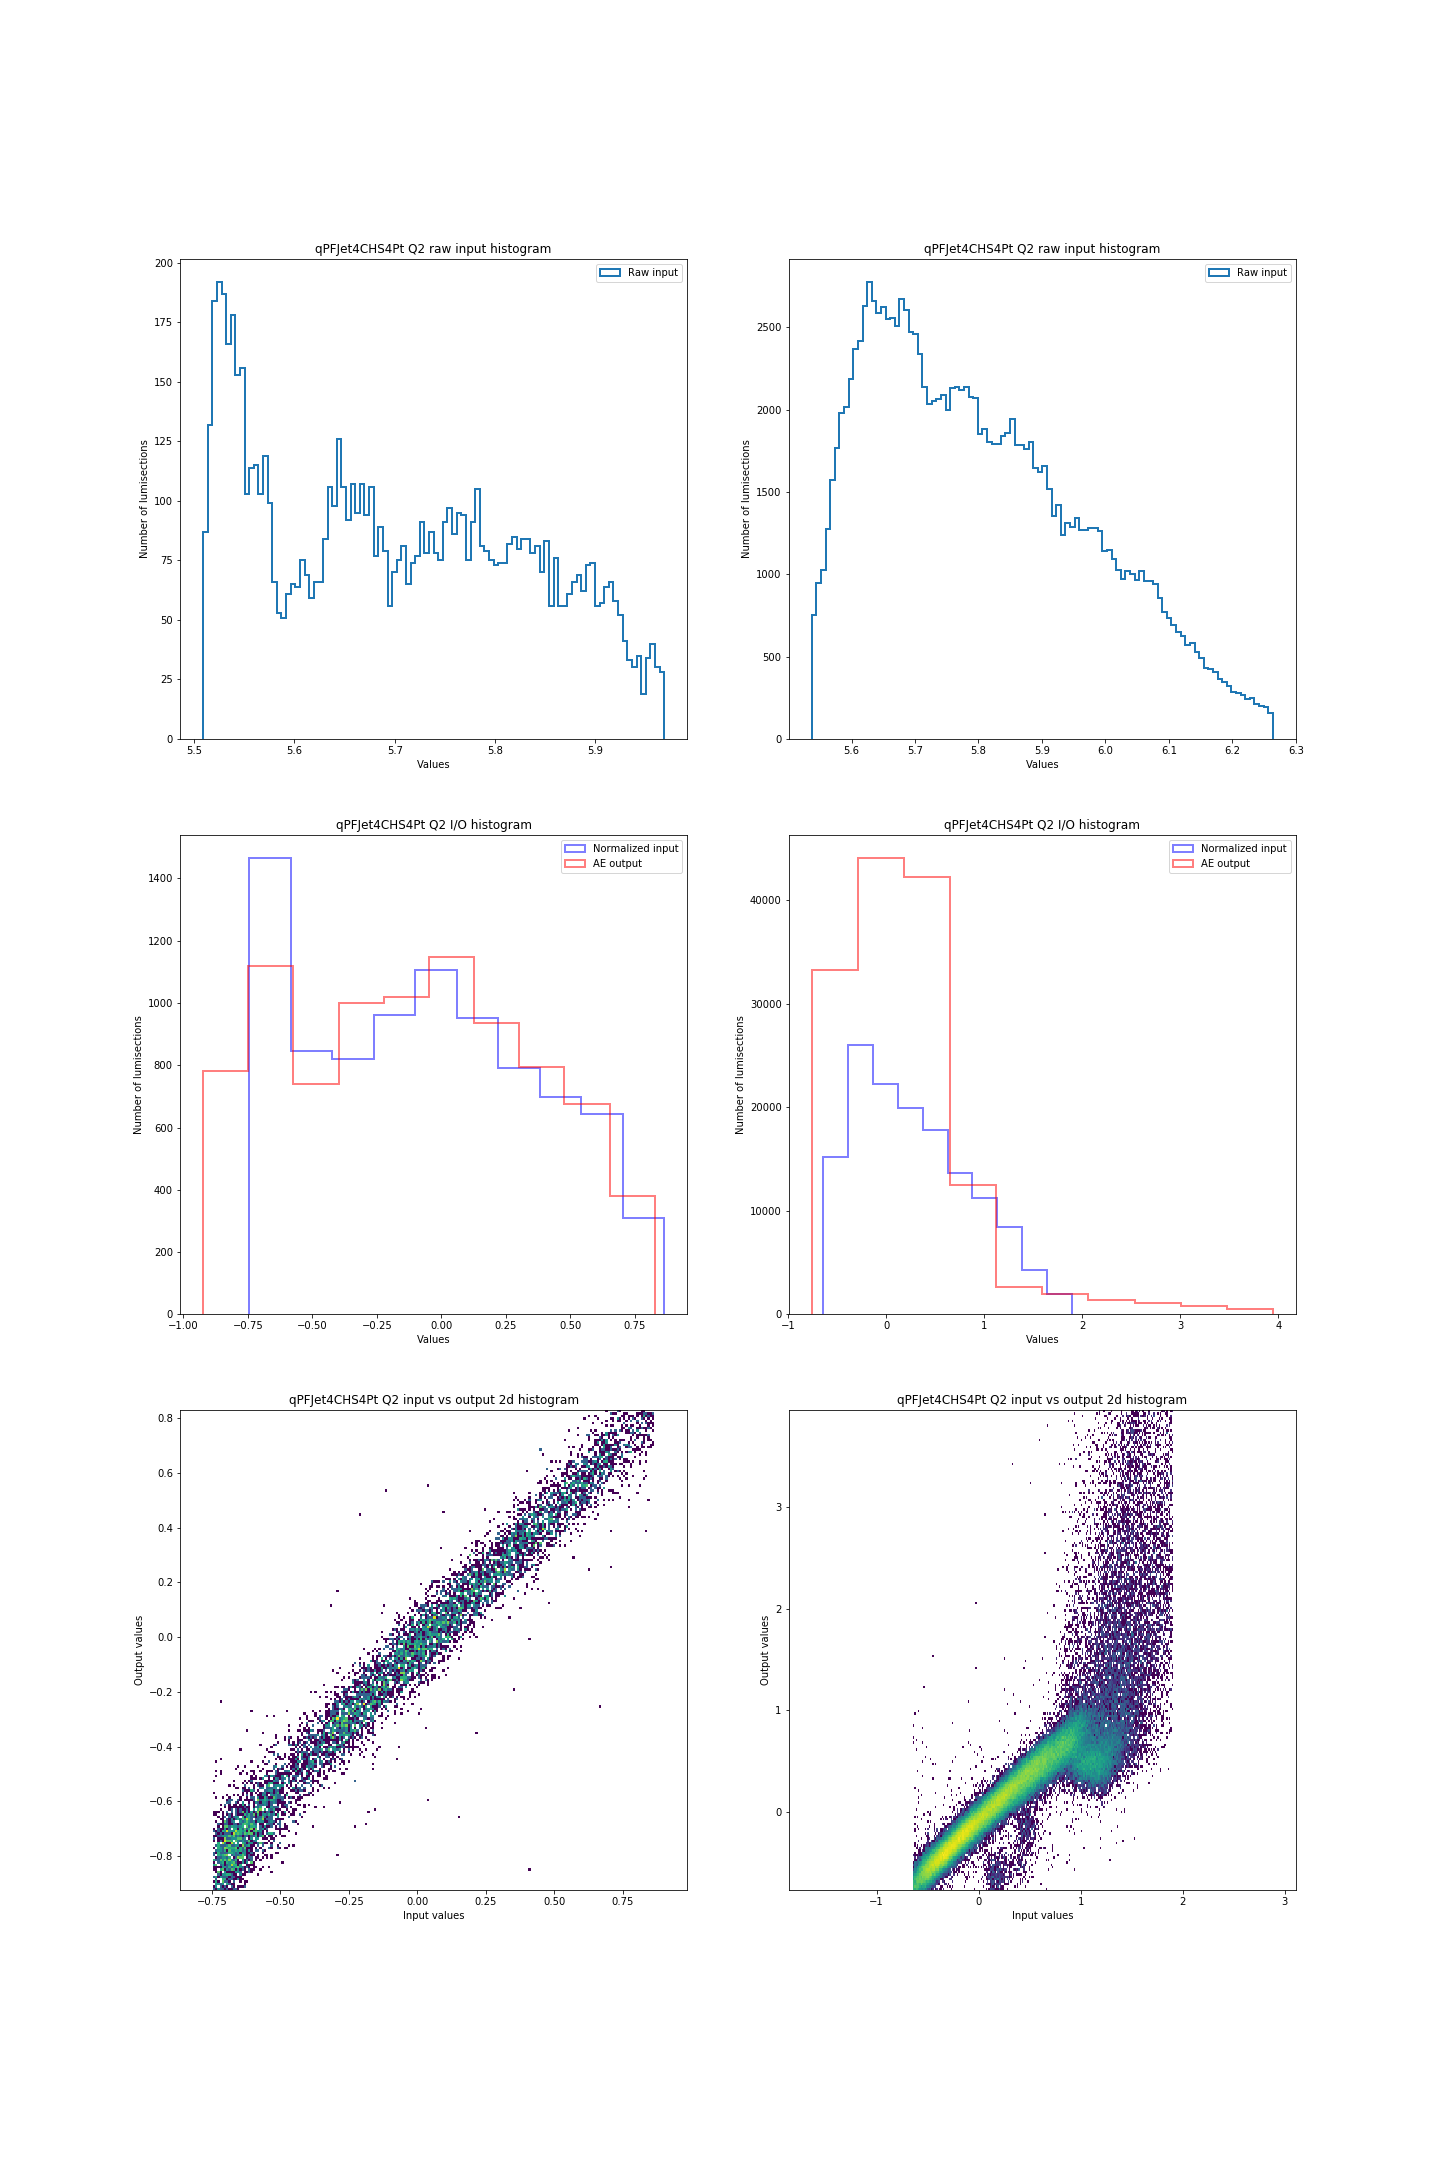 qPFJet4CHS4Pt Q2 raw input histogram
Raw input
200
175
150
125
100
75
50
25
0
Number of lumisections
5.5 5.6 5.7 5.8 5.9
Values
qPFJet4CHS4Pt Q2 raw input histogram
Raw input
2500
2000
1500
1000
500
0
Number of lumisections
5.6 5.7 5.8 5.9 6.0 6.1 6.2 6.3
Values
qPFJet4CHS4Pt Q2 I/O histogram
Normalized input
AE output
1400
1200
1000
800
600
400
200
0
Number of lumisections
−1.00 −0.75 −0.50 −0.25 0.00 0.25 0.50 0.75
Values
qPFJet4CHS4Pt Q2 I/O histogram
Normalized input
AE output
40000
30000
20000
10000
0
Number of lumisections
−1 0 1 2 3 4
Values
qPFJet4CHS4Pt Q2 input vs output 2d histogram
0.8
0.6
0.4
0.2
0.0
−0.2
−0.4
−0.6
−0.8
Output values
−0.75 −0.50 −0.25 0.00 0.25 0.50 0.75
Input values
qPFJet4CHS4Pt Q2 input vs output 2d histogram
3
2
1
0
Output values
−1 0 1 2 3
Input values